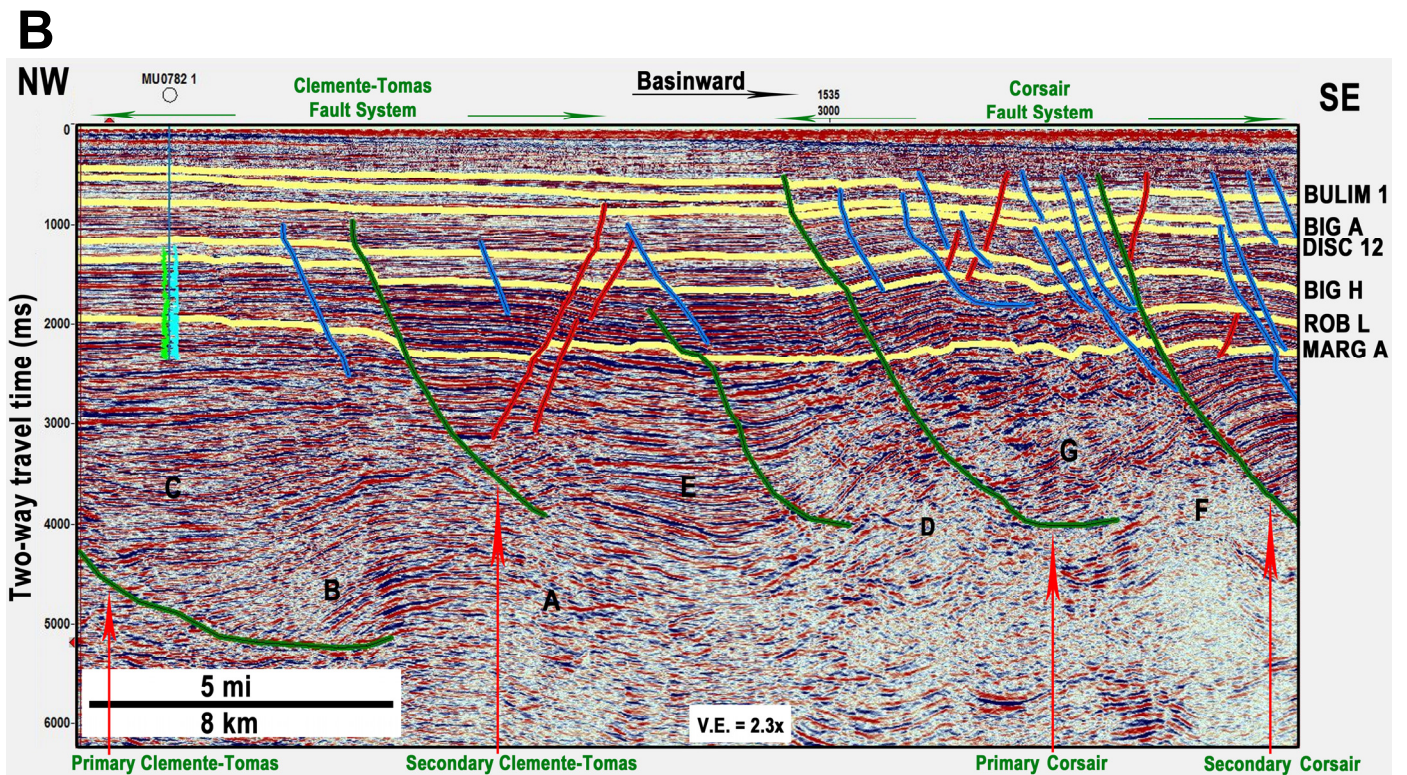 B
NW
MU0782 1
Clemente-Tomas
Fault System
Basinward
1535
3000
Corsair
Fault System
SE
0
1000
2000
3000
4000
5000
6000
Two-way travel time (ms)
BULIM 1
BIG A
DISC 12
BIG H
ROB L
MARG A
C
B
A
E
D
G
F
5 mi
8 km
V.E. = 2.3x
Primary Clemente-Tomas
Secondary Clemente-Tomas
Primary Corsair
Secondary Corsair